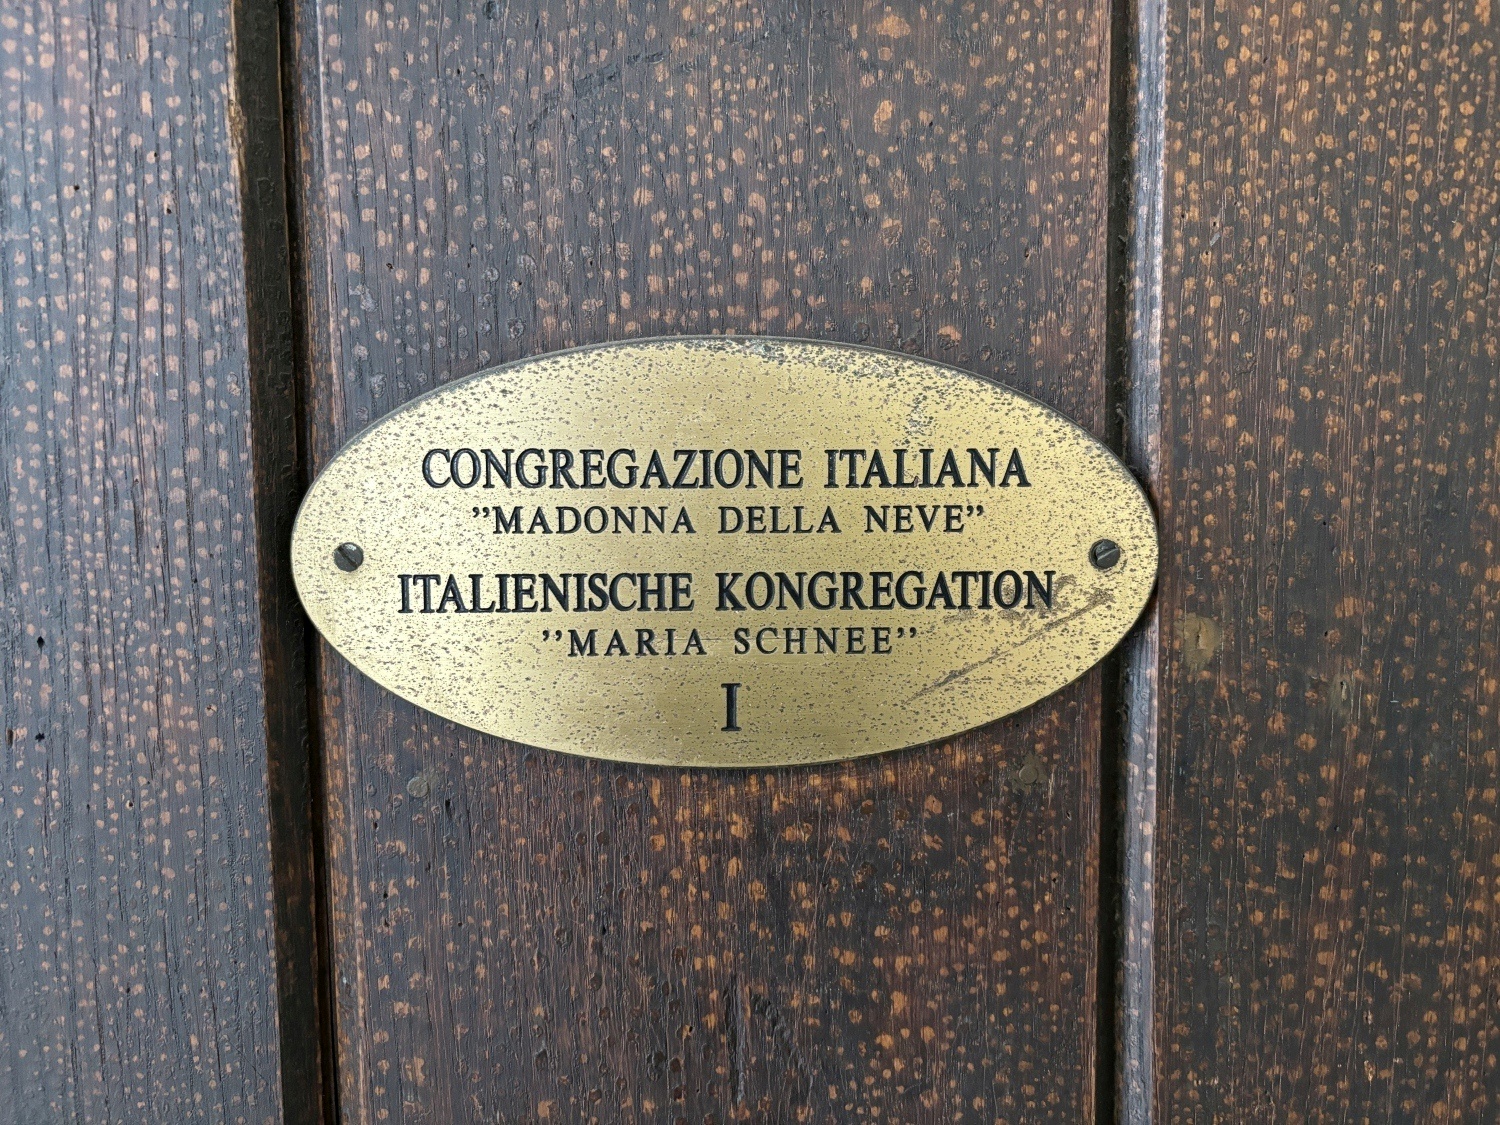 CONGREGAZIONE ITALIANA
”MADONNA DELLA NEVE”
ITALIENISCHE KONGREGATION
”MARIA SCHNEE”
I